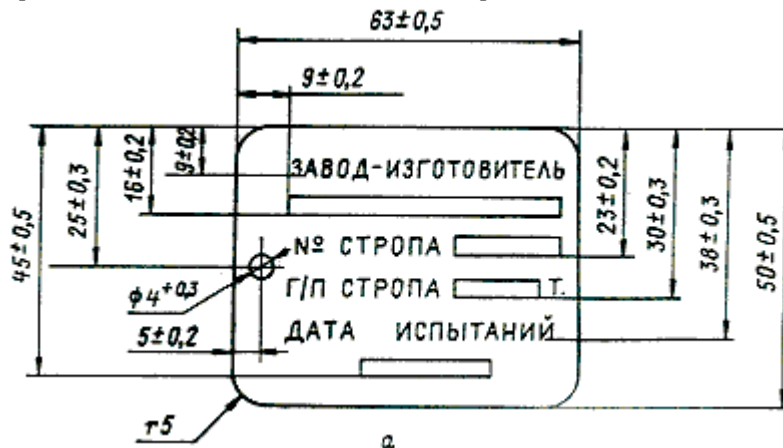 63±0,5
9±0,2
45±0,5
25±0,3
16±0,2
9±0,2
ЗАВОД-ИЗГОТОВИТЕЛЬ
№ СТРОПА
Г/П СТРОПА Т.
ДАТА ИСПЫТАНИЙ
23±0,2
30±0,3
38±0,3
50±0,5
ϕ4+0,3
5±0,2
r5
а